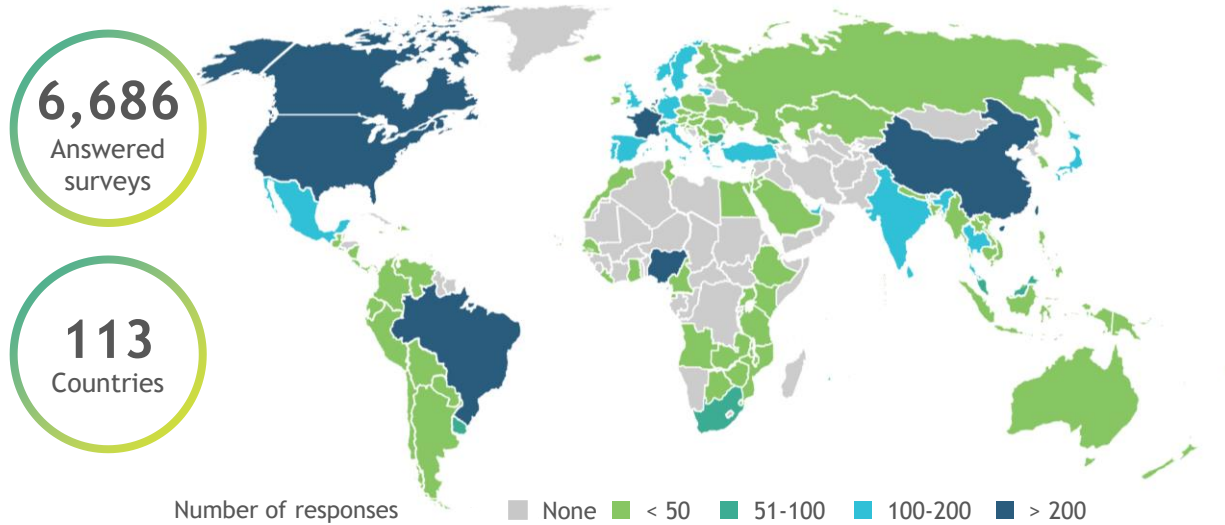 6,686
Answered
surveys
113
Countries
Number of responses
None
< 50
51-100
100-200
> 200